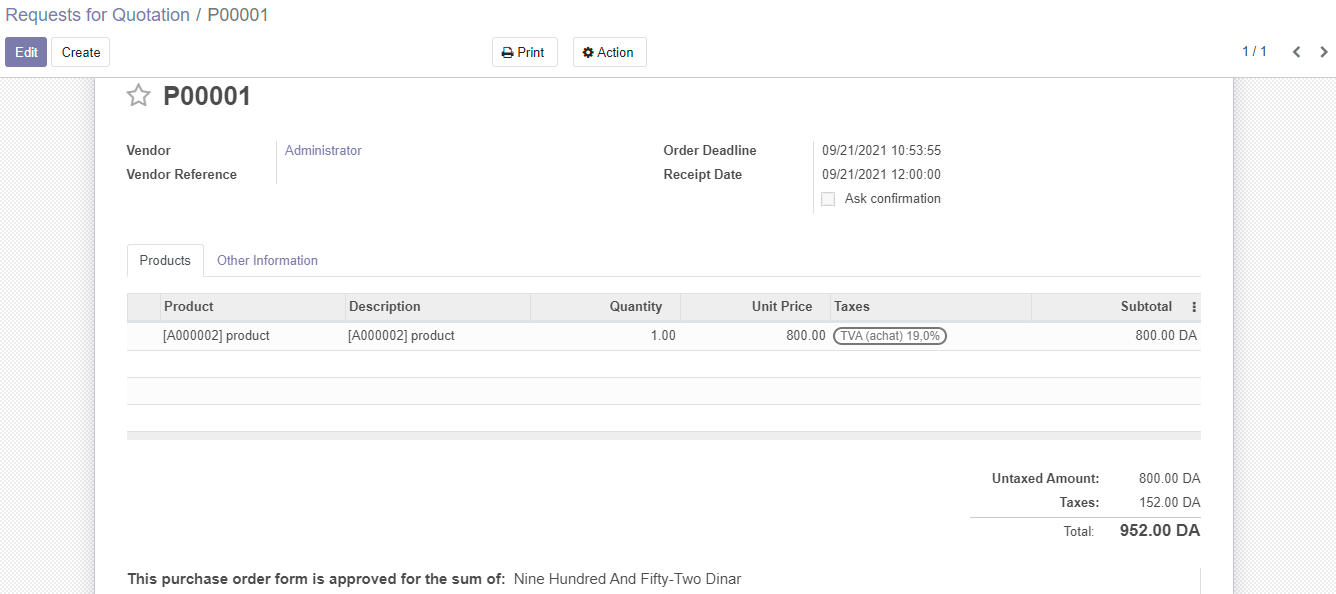 Requests for Quotation / P00001
Edit Create Print Action 1 / 1
P00001
Vendor Administrator Order Deadline 09/21/2021 10:53:55
Vendor Reference Receipt Date 09/21/2021 12:00:00
Ask confirmation
Products Other Information
Product Description Quantity Unit Price Taxes Subtotal
[A000002] product [A000002] product 1.00 800.00 TVA (achat) 19,0% 800.00 DA
Untaxed Amount: 800.00 DA
Taxes: 152.00 DA
Total: 952.00 DA
This purchase order form is approved for the sum of: Nine Hundred And Fifty-Two Dinar